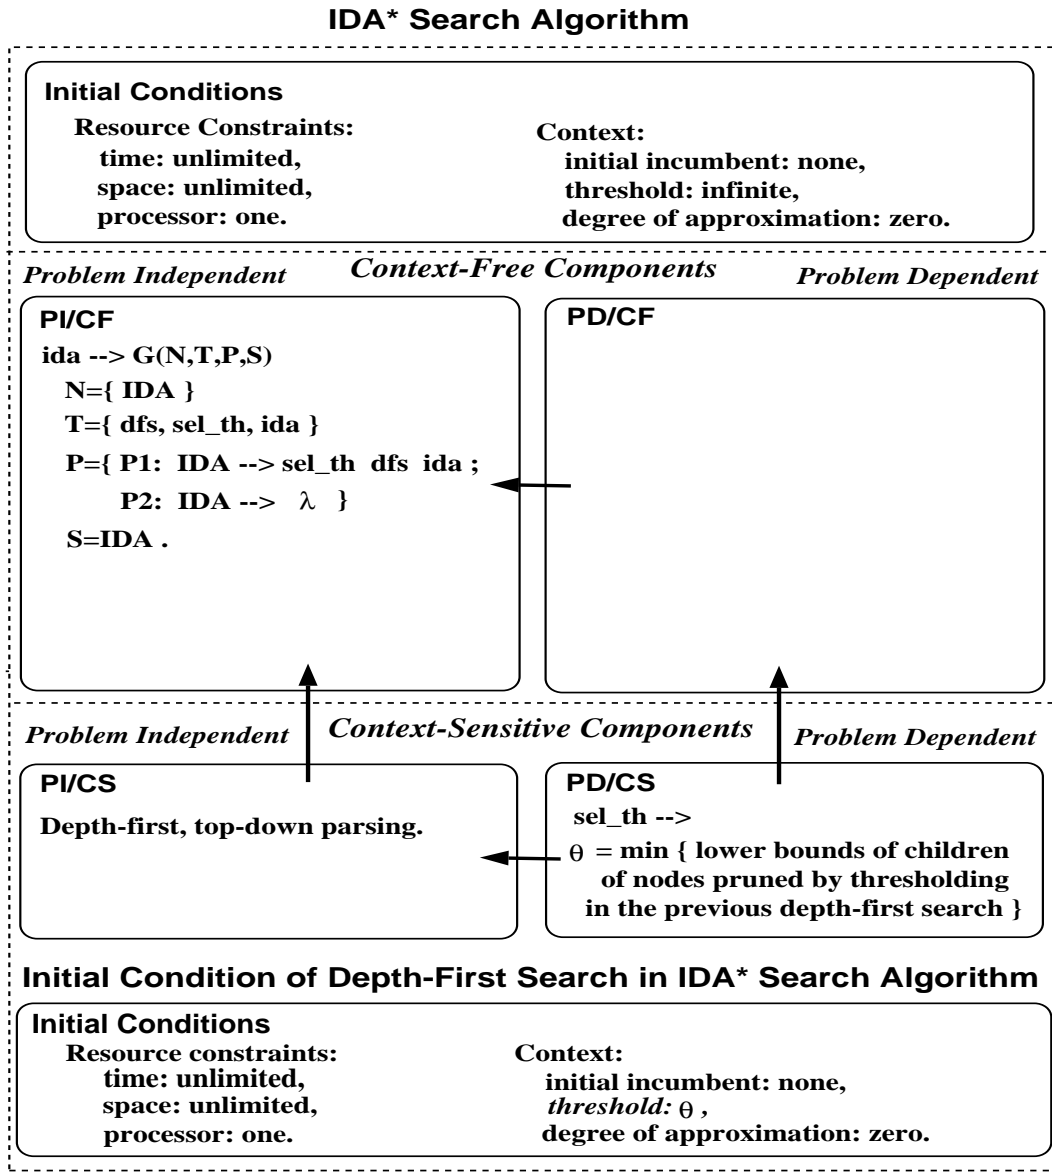 IDA* Search Algorithm
Initial Conditions
Resource Constraints:
time: unlimited,
space: unlimited,
processor: one.
Context:
initial incumbent: none,
threshold: infinite,
degree of approximation: zero.
Problem Independent
Context-Free Components
Problem Dependent
PI/CF
ida --> G(N,T,P,S)
N={ IDA }
T={ dfs, sel_th, ida }
P={ P1: IDA --> sel_th dfs ida ;
P2: IDA --> λ }
S=IDA .
PD/CF
Problem Independent
Context-Sensitive Components
Problem Dependent
PI/CS
Depth-first, top-down parsing.
PD/CS
sel_th -->
θ = min { lower bounds of children
of nodes pruned by thresholding
in the previous depth-first search }
Initial Condition of Depth-First Search in IDA* Search Algorithm
Initial Conditions
Resource constraints:
time: unlimited,
space: unlimited,
processor: one.
Context:
initial incumbent: none,
threshold: θ ,
degree of approximation: zero.